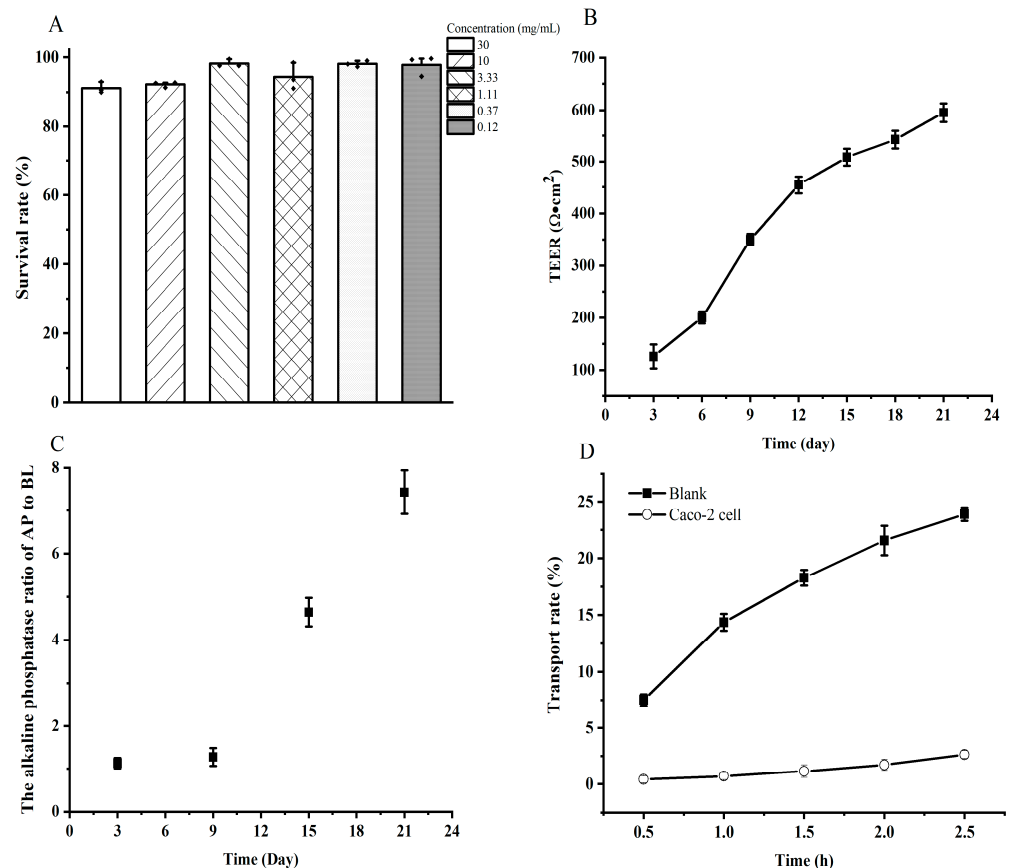 A
Concentration (mg/mL)
30
10
3.33
1.11
0.37
0.12
100
80
60
40
20
0
Survival rate (%)
B
700
600
500
400
300
200
100
TEER (Ω•cm²)
0 3 6 9 12 15 18 21 24
Time (day)
C
8
6
4
2
0
The alkaline phosphatase ratio of AP to BL
0 3 6 9 12 15 18 21 24
Time (Day)
D
Blank
Caco-2 cell
25
20
15
10
5
0
Transport rate (%)
0.5 1.0 1.5 2.0 2.5
Time (h)